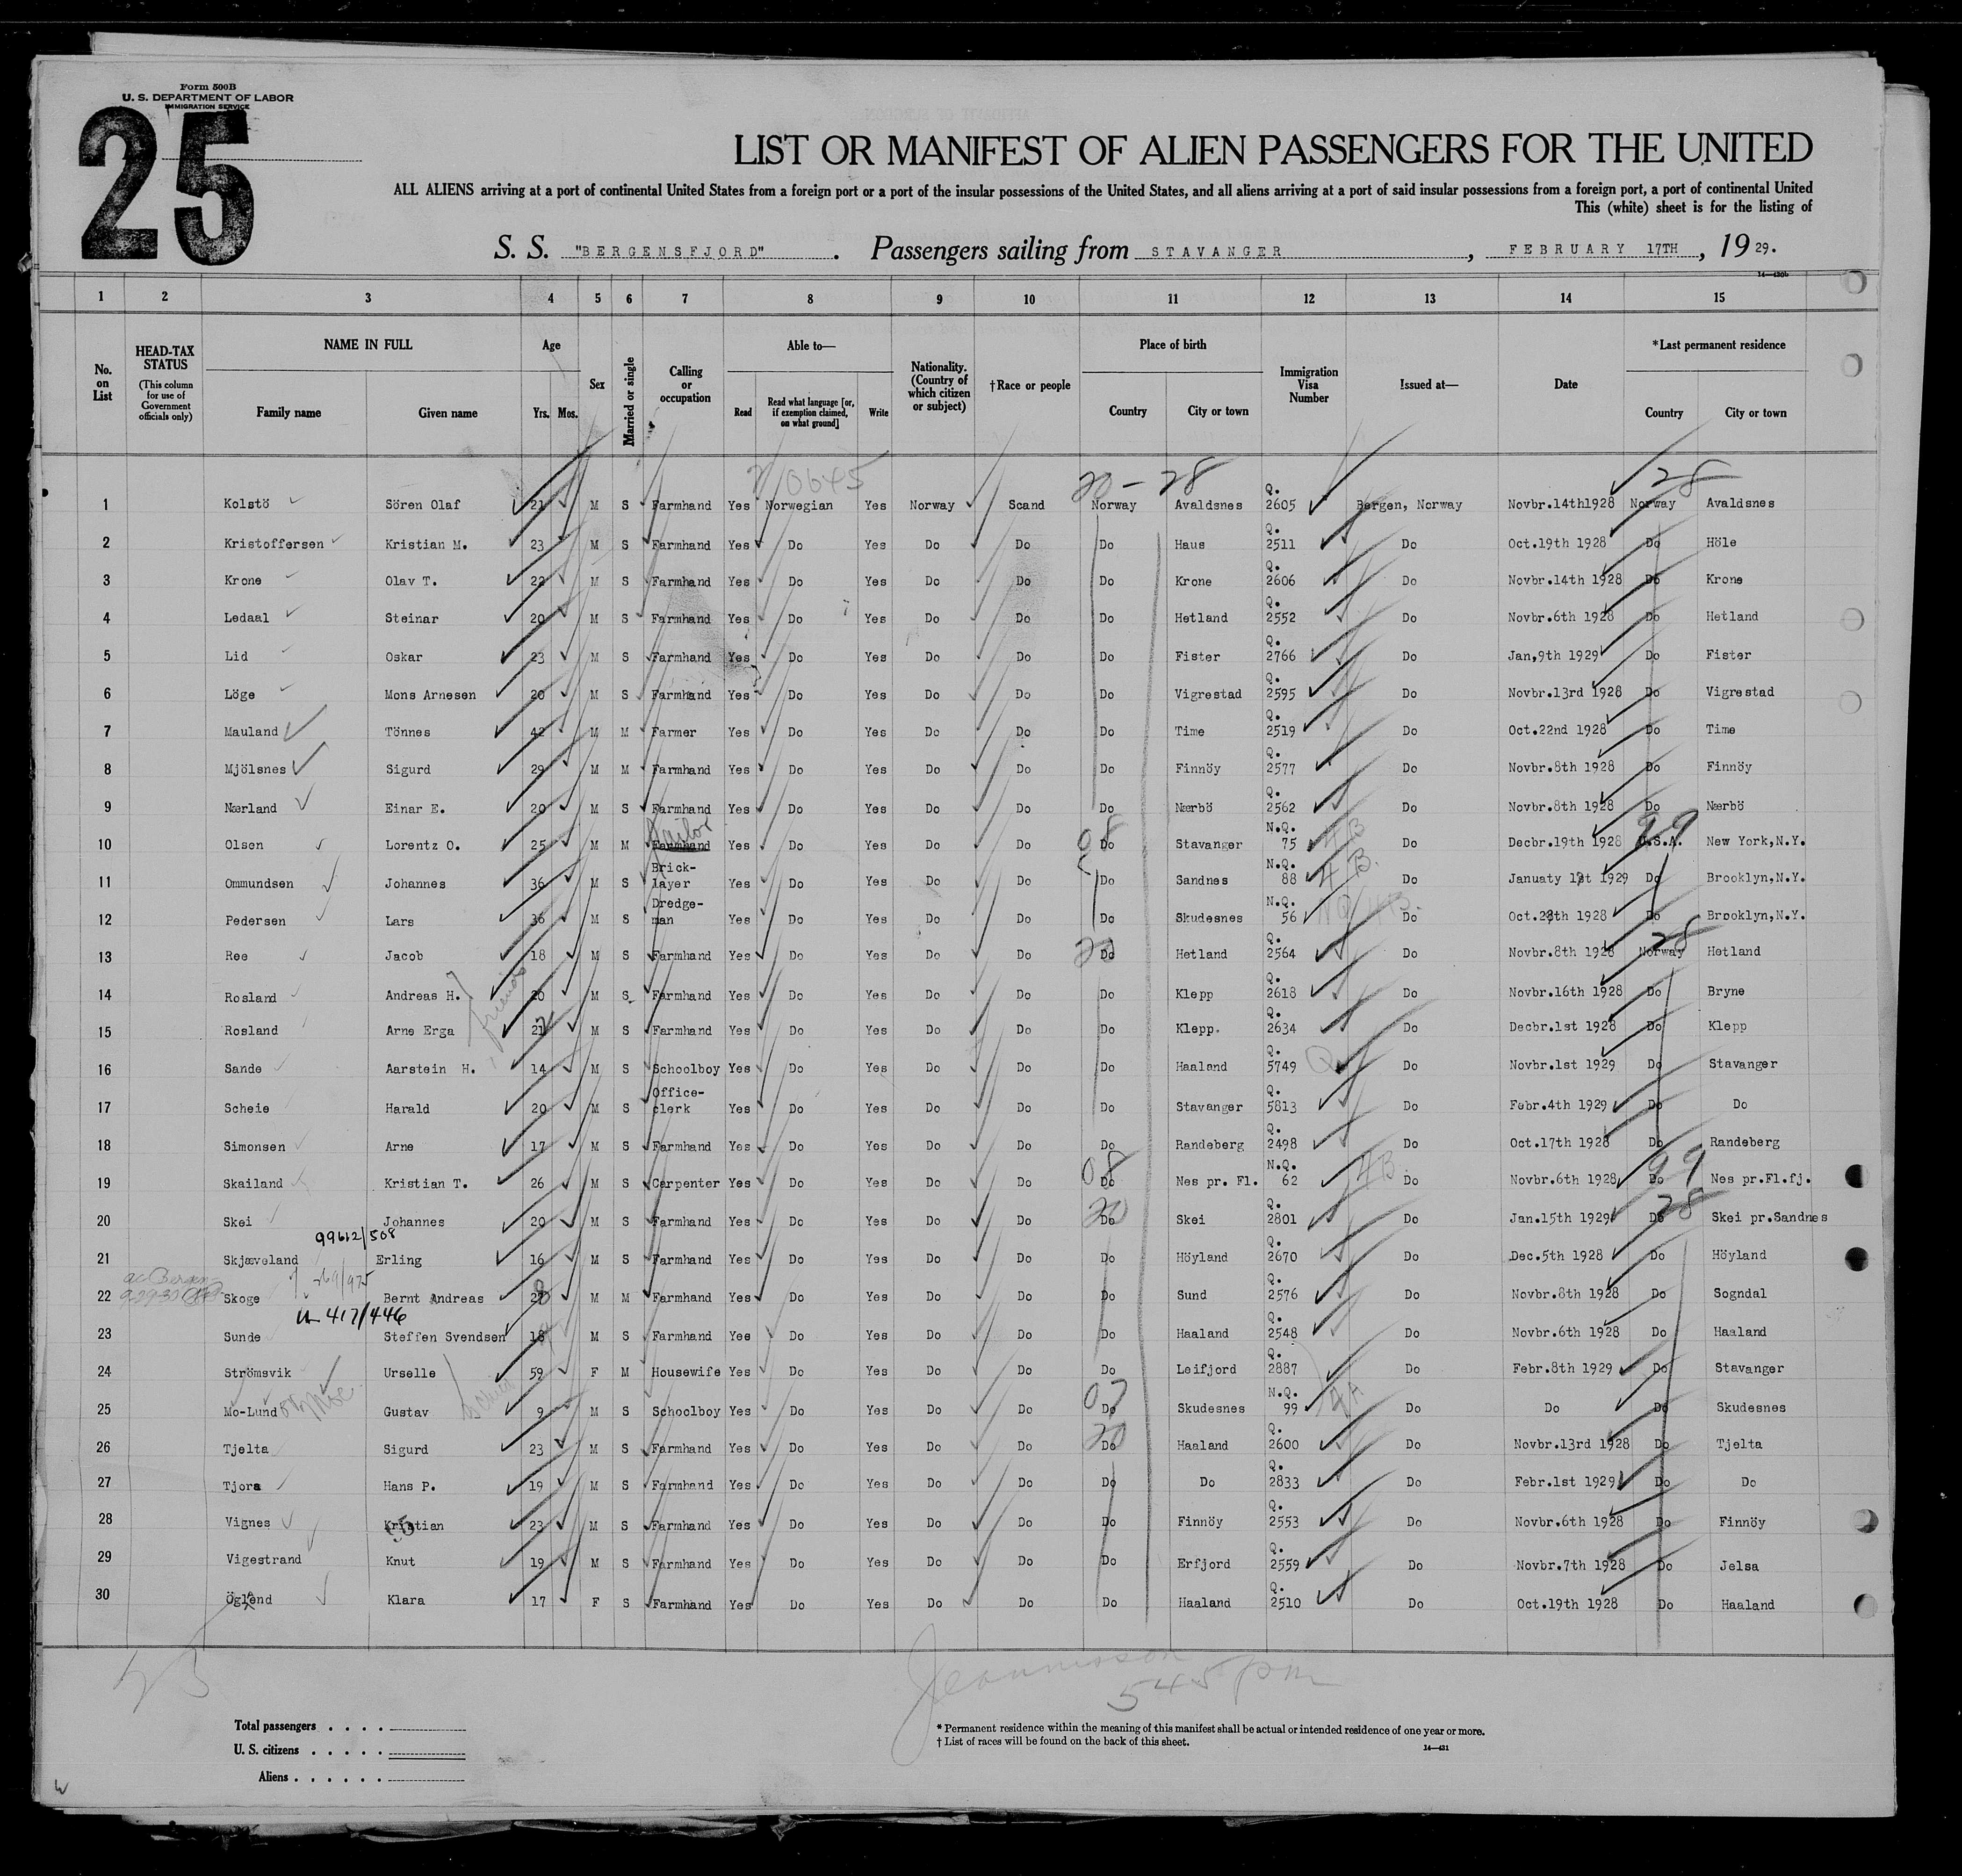 Form 500B
U. S. DEPARTMENT OF LABOR
IMMIGRATION SERVICE
25
LIST OR MANIFEST OF ALIEN PASSENGERS FOR THE UNITED
ALL ALIENS arriving at a port of continental United States from a foreign port or a port of the insular possessions of the United States, and all aliens arriving at a port of said insular possessions from a foreign port, a port of continental United
This (white) sheet is for the listing of
S. S. "BERGENSFJORD". Passengers sailing from STAVANGER, FEBRUARY 17TH, 19 29.
14—430b
1 2 3 4 5 6 7 8 9 10 11 12 13 14 15
No. on List
HEAD-TAX STATUS (This column for use of Government officials only)
NAME IN FULL
Family name Given name
Age
Yrs. Mos.
Sex
Married or single
Calling or occupation
Able to—
Read
Read what language [or, if exemption claimed, on what ground]
Write
Nationality. (Country of which citizen or subject)
†Race or people
Place of birth
Country City or town
Immigration Visa Number
Issued at—
Date
*Last permanent residence
Country City or town
20-28 28
1 Kolstö Sören Olaf 21 M S Farmhand Yes Norwegian Yes Norway Scand Norway Avaldsnes Q. 2605 Bergen, Norway Novbr.14th1928 Norway Avaldsnes
2 Kristoffersen Kristian M. 23 M S Farmhand Yes Do Yes Do Do Do Haus Q. 2511 Do Oct.19th 1928 Do Höle
3 Krone Olav T. 22 M S Farmhand Yes Do Yes Do Do Do Krone Q. 2606 Do Novbr.14th 1928 Do Krone
4 Ledaal Steinar 20 M S Farmhand Yes Do Yes Do Do Do Hetland Q. 2552 Do Novbr.6th 1928 Do Hetland
5 Lid Oskar 23 M S Farmhand Yes Do Yes Do Do Do Fister Q. 2766 Do Jan,9th 1929 Do Fister
6 Löge Mons Arnesen 20 M S Farmhand Yes Do Yes Do Do Do Vigrestad Q. 2595 Do Novbr.13rd 1928 Do Vigrestad
7 Mauland Tönnes 42 M M Farmer Yes Do Yes Do Do Do Time Q. 2519 Do Oct.22nd 1928 Do Time
8 Mjölsnes Sigurd 29 M M Farmhand Yes Do Yes Do Do Do Finnöy Q. 2577 Do Novbr.8th 1928 Do Finnöy
9 Nærland Einar E. 20 M S Farmhand Yes Do Yes Do Do Do Nærbö Q. 2562 Do Novbr.8th 1928 Do Nærbö
10 Olsen Lorentz O. 25 M M Farmhand Sailor Yes Do Yes Do Do 08 Do Stavanger N.Q. 75 4B Do Decbr.19th 1928 99 U.S.A. New York,N.Y.
11 Ommundsen Johannes 36 M S Brick-layer Yes Do Yes Do Do Do Sandnes N.Q. 88 4B. Do Januaty 1st 1929 Do Brooklyn,N.Y.
12 Pedersen Lars 36 M S Dredge-man Yes Do Yes Do Do Do Skudesnes N.Q. 56 Do Oct.28th 1928 Do Brooklyn,N.Y.
13 Ree Jacob 18 M S Farmhand Yes Do Yes Do Do 20 Do Hetland Q. 2564 Do Novbr.8th 1928 28 Norway Hetland
14 Rosland Andreas H. 20 M S Farmhand Yes Do Yes Do Do Do Klepp Q. 2618 Do Novbr.16th 1928 Do Bryne
15 Rosland Arne Erga 21 M S Farmhand Yes Do Yes Do Do Do Klepp. Q. 2634 Do Decbr.1st 1928 Do Klepp
16 Sande Aarstein H. 14 M S Schoolboy Yes Do Yes Do Do Do Haaland Q. 5749 Do Novbr.1st 1929 Do Stavanger
17 Scheie Harald 20 M S Office-clerk Yes Do Yes Do Do Do Stavanger Q. 5813 Do Febr.4th 1929 Do Do
18 Simonsen Arne 17 M S Farmhand Yes Do Yes Do Do Do Randeberg Q. 2498 Do Oct.17th 1928 Do Randeberg
19 Skailand Kristian T. 26 M S Carpenter Yes Do Yes Do Do 08 Do Nes pr. Fl. N.Q. 62 4B Do Novbr.6th 1928 99 Do Nes pr.Fl.fj.
20 Skei Johannes 20 M S Farmhand Yes Do Yes Do Do 20 Do Skei Q. 2801 Do Jan.15th 1929 28 Do Skei pr.Sandnes
99612/508
21 Skjæveland Erling 16 M S Farmhand Yes Do Yes Do Do Do Höyland Q. 2670 Do Dec.5th 1928 Do Höyland
22 Skoge Bernt Andreas 28 M M Farmhand Yes Do Yes Do Do Do Sund Q. 2576 Do Novbr.8th 1928 Do Sogndal
417/446
23 Sunde Steffen Svendsen 18 M S Farmhand Yes Do Yes Do Do Do Haaland Q. 2548 Do Novbr.6th 1928 Do Haaland
24 Strömsvik Urselle 59 F M Housewife Yes Do Yes Do Do Do Leifjord Q. 2887 Do Febr.8th 1929 Do Stavanger
25 Mo-Lund Gustav 9 M S Schoolboy Yes Do Yes Do Do 07 Do Skudesnes N.Q. 99 4A Do Do Do Skudesnes
26 Tjelta Sigurd 23 M S Farmhand Yes Do Yes Do Do 20 Do Haaland Q. 2600 Do Novbr.13rd 1928 Do Tjelta
27 Tjora Hans P. 19 M S Farmhand Yes Do Yes Do Do Do Do Q. 2833 Do Febr.1st 1929 Do Do
28 Vignes Kristian 23 M S Farmhand Yes Do Yes Do Do Do Finnöy Q. 2553 Do Novbr.6th 1928 Do Finnöy
29 Vigestrand Knut 19 M S Farmhand Yes Do Yes Do Do Do Erfjord Q. 2559 Do Novbr.7th 1928 Do Jelsa
30 Öglend Klara 17 F S Farmhand Yes Do Yes Do Do Do Haaland Q. 2510 Do Oct.19th 1928 Do Haaland
545 pm
Total passengers . . . .
U. S. citizens . . . . .
Aliens . . . . . .
* Permanent residence within the meaning of this manifest shall be actual or intended residence of one year or more.
† List of races will be found on the back of this sheet.
14—431